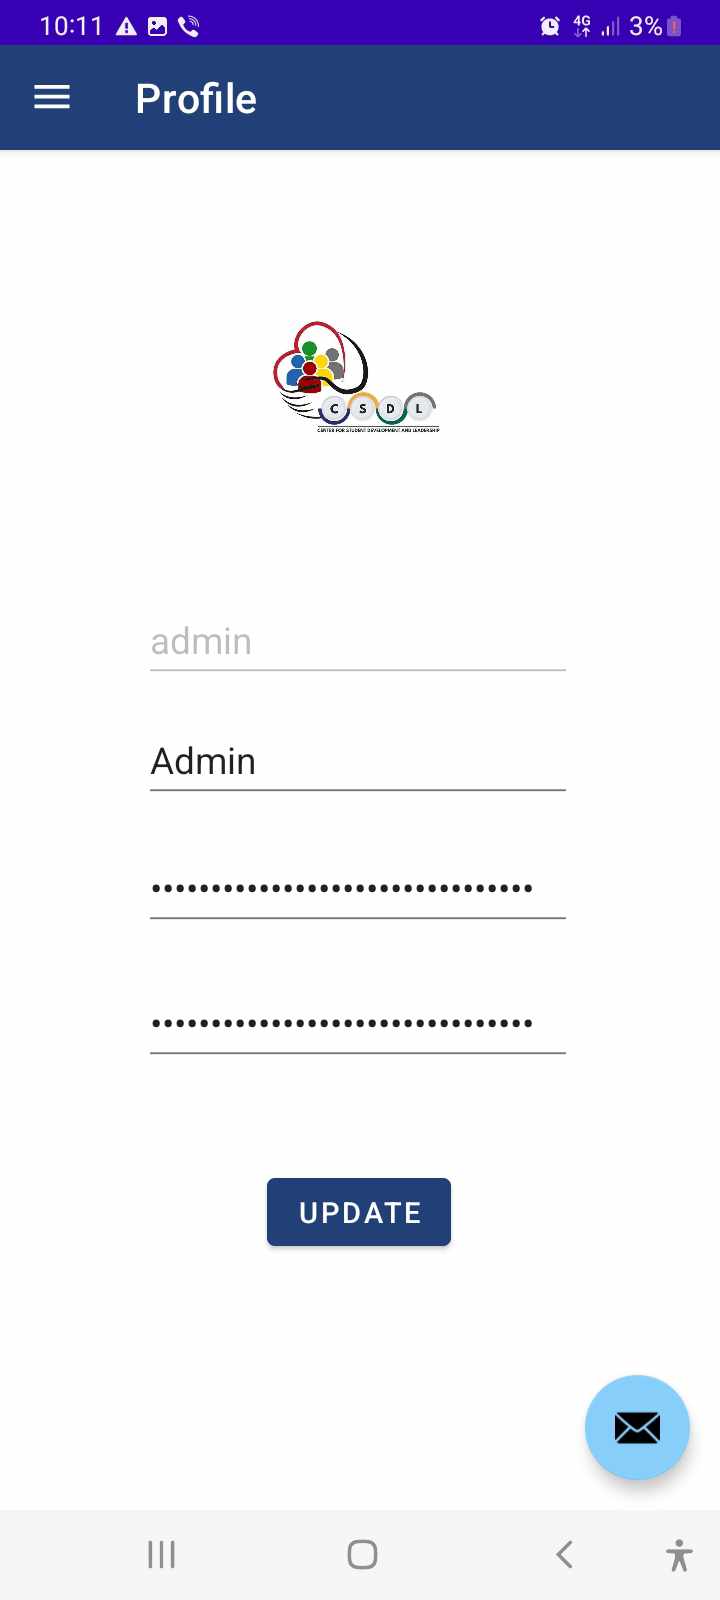 10:11 4G 3%
Profile
C S D L
CENTER FOR STUDENT DEVELOPMENT AND LEADERSHIP
admin
Admin
••••••••••••••••••••••••••••••••
••••••••••••••••••••••••••••••••
UPDATE